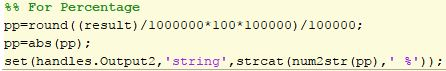 %% For Percentage
pp=round((result)/1000000*100*100000)/100000;
pp=abs(pp);
set(handles.Output2,'string',strcat(num2str(pp),' %'));